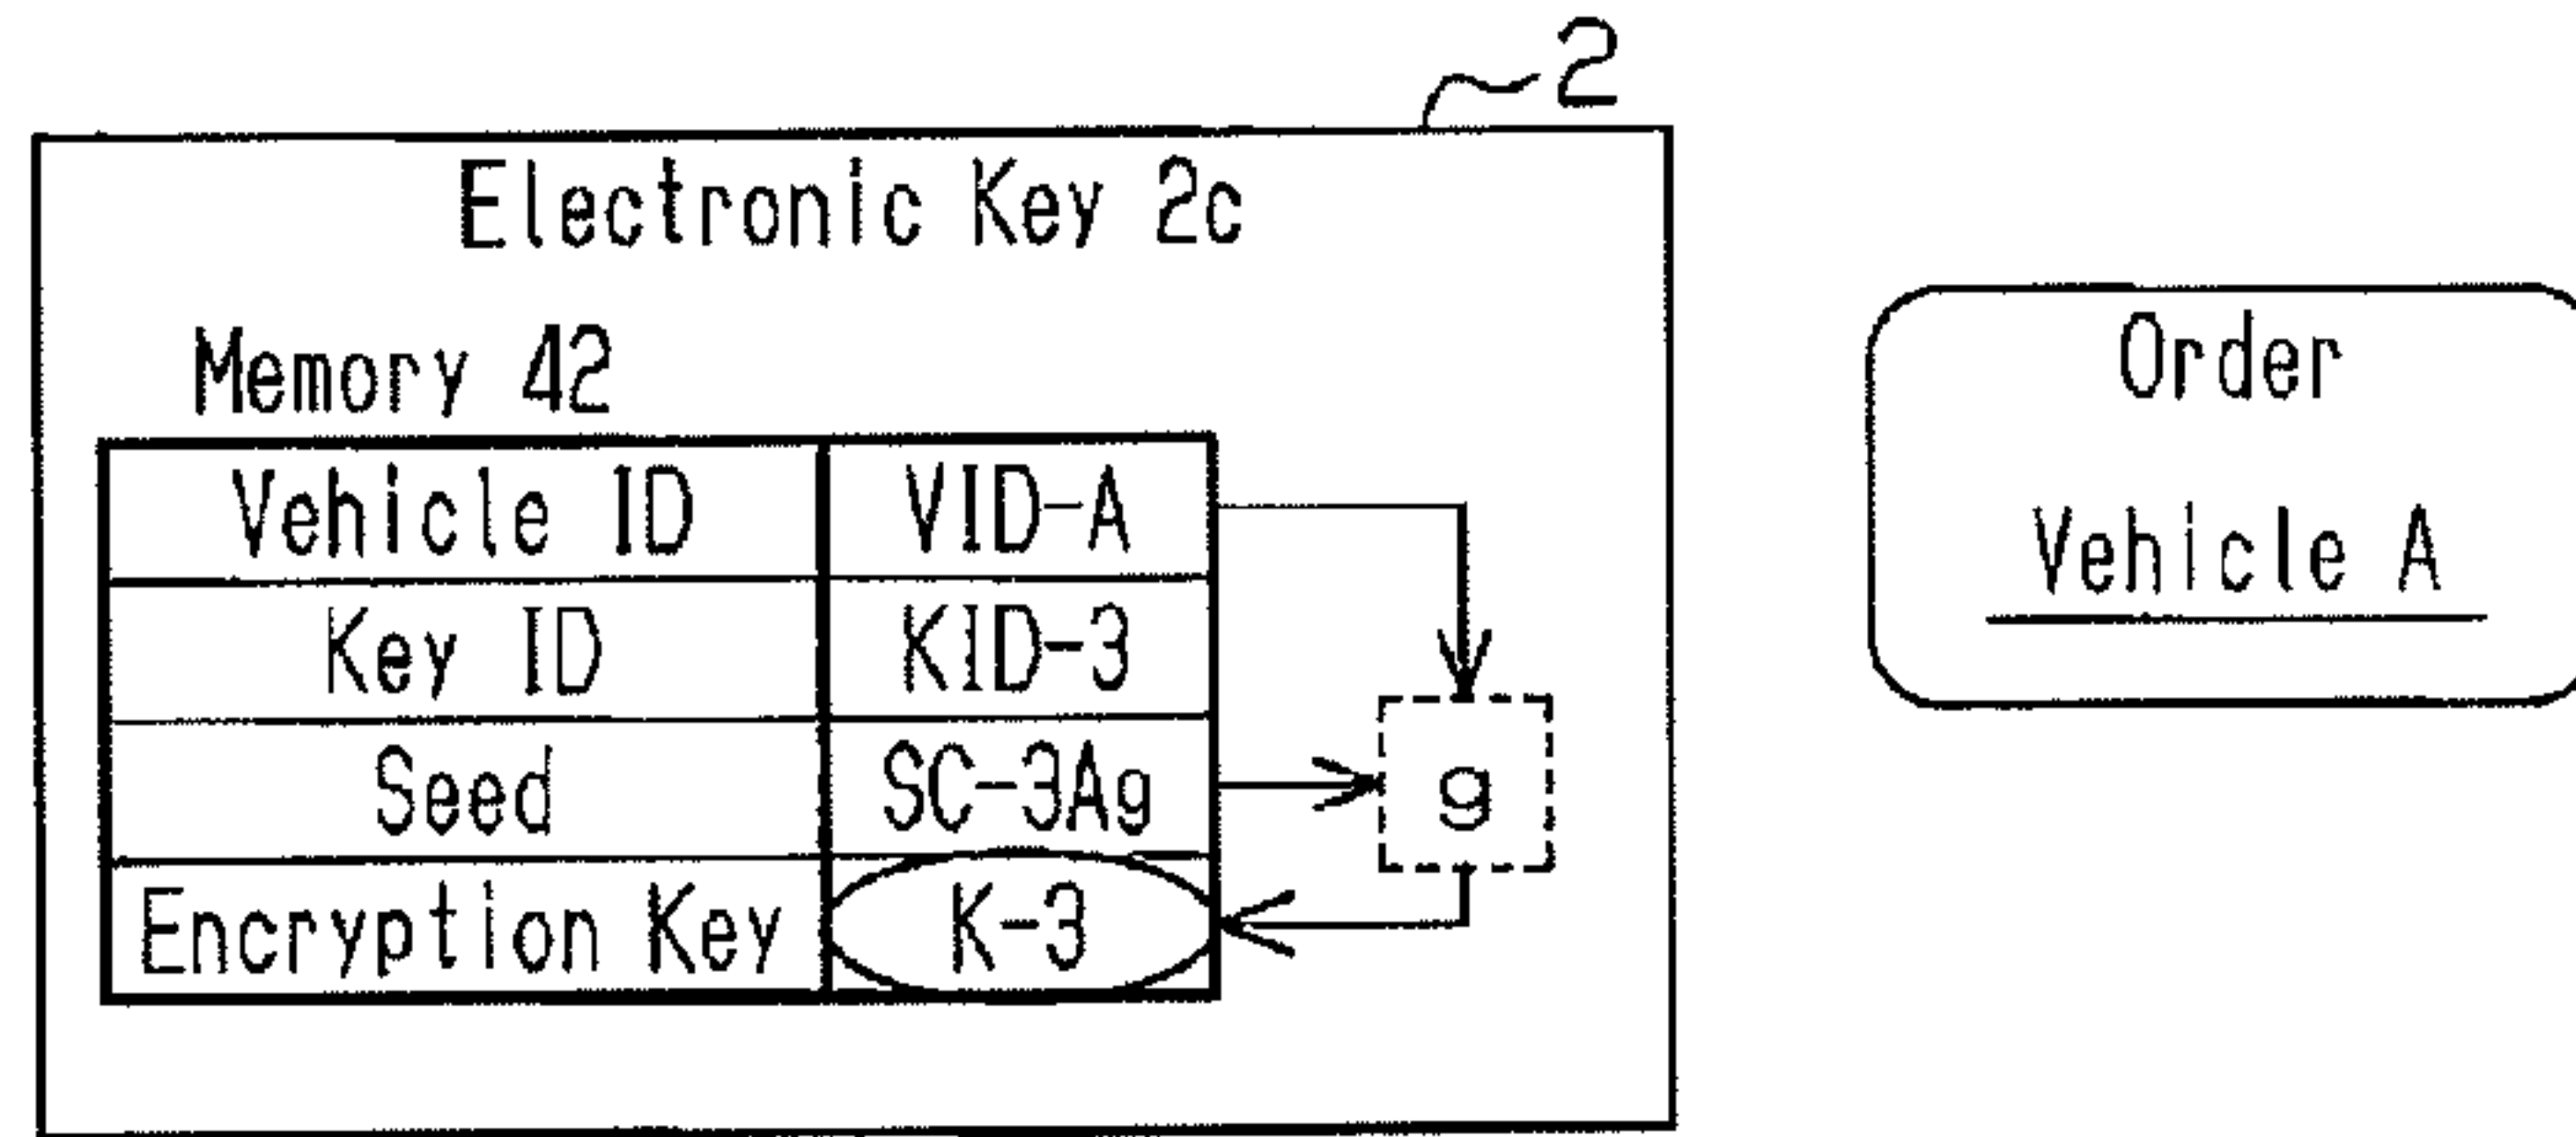 2
Electronic Key 2c
Memory 42
Vehicle ID VID-A
Key ID KID-3
Seed SC-3Ag
Encryption Key K-3
g
Order
Vehicle A